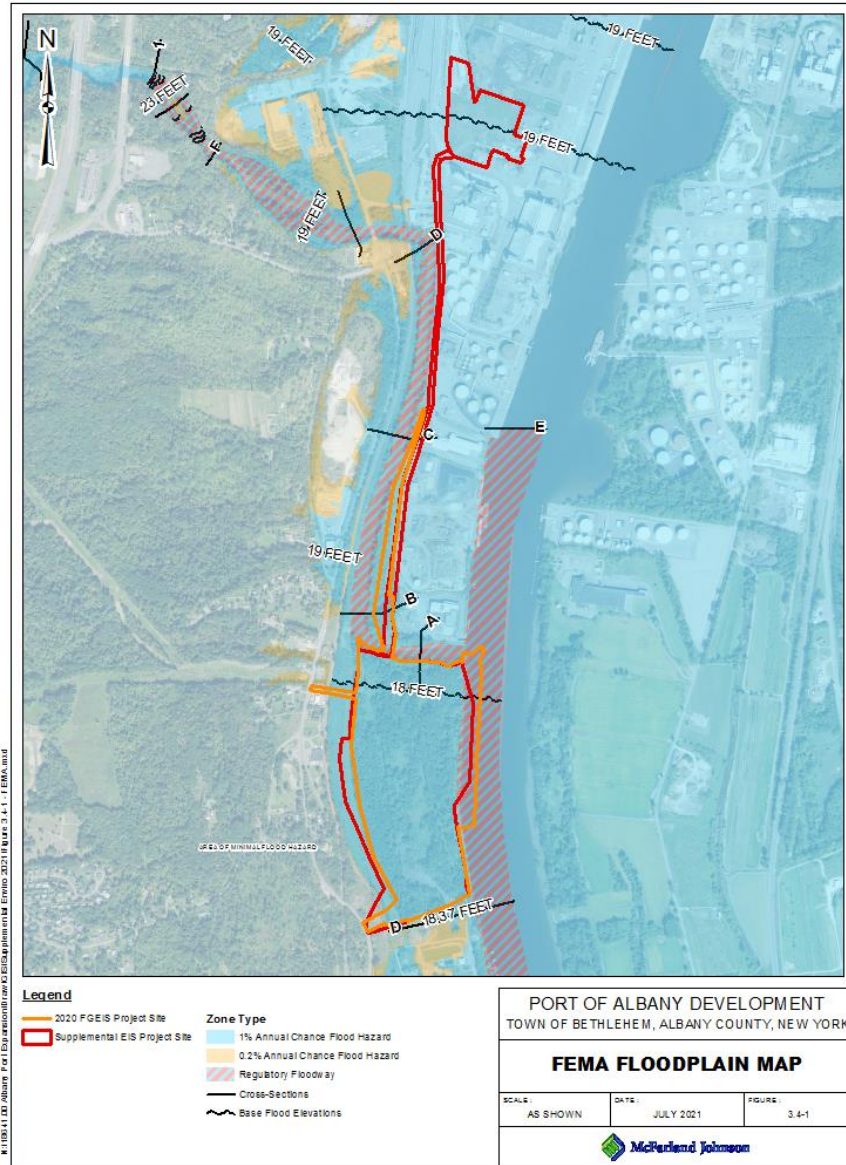 N
19 FEET
19 FEET
1
23 FEET
F
19 FEET
19 FEET
D
C
E
19 FEET
B
A
18 FEET
AREA OF MINIMAL FLOOD HAZARD
D
18.37 FEET
Legend
2020 FGEIS Project Site
Supplemental EIS Project Site
Zone Type
1% Annual Chance Flood Hazard
0.2% Annual Chance Flood Hazard
Regulatory Floodway
Cross-Sections
Base Flood Elevations
PORT OF ALBANY DEVELOPMENT
TOWN OF BETHLEHEM, ALBANY COUNTY, NEW YORK
FEMA FLOODPLAIN MAP
SCALE :
AS SHOWN
DATE :
JULY 2021
FIGURE :
3.4-1
McFarland Johnson